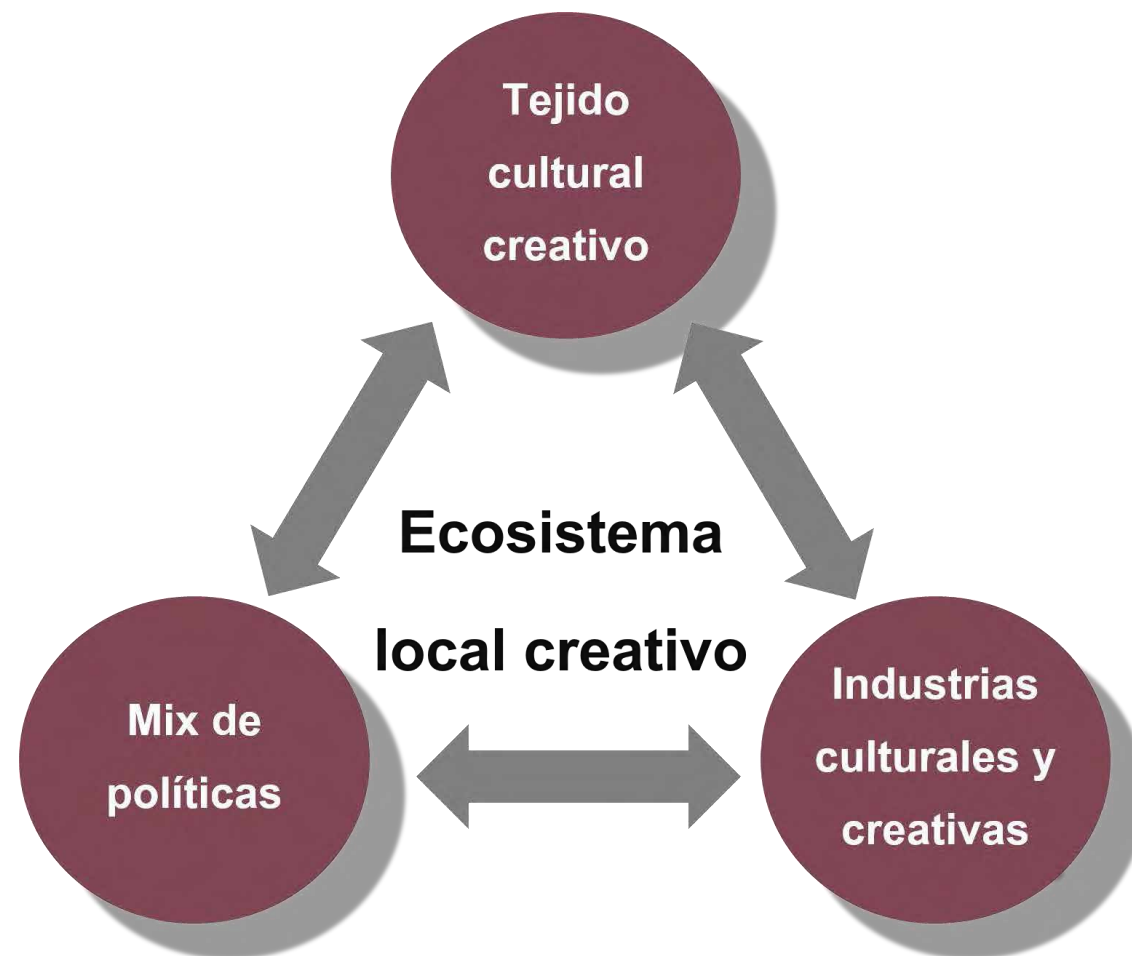 Tejido
cultural
creativo
Ecosistema
local creativo
Mix de
políticas
Industrias
culturales y
creativas